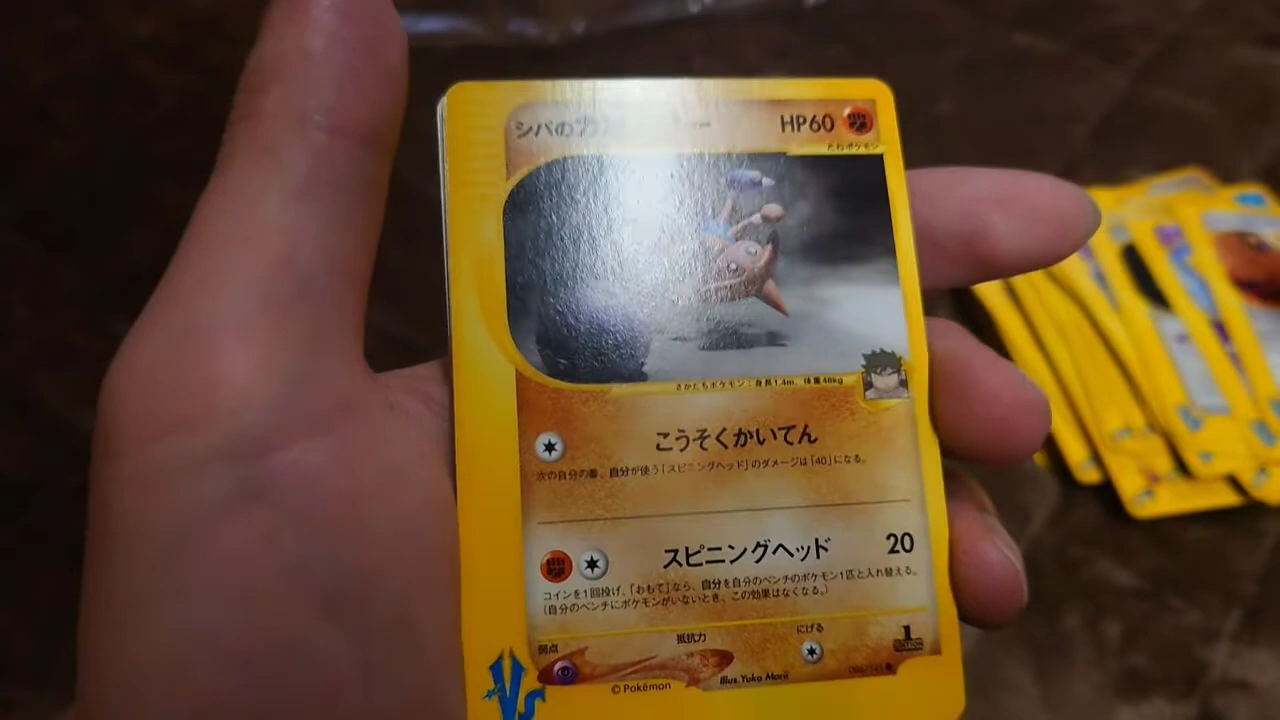 シバの
HP60
たねポケモン
さかだちポケモン：身長1.4m、体重48kg
こうそくかいてん
次の自分の番、自分が使う「スピニングヘッド」のダメージは「40」になる。
スピニングヘッド 20
コインを1回投げ、「おもて」なら、自分を自分のベンチのポケモン1匹と入れ替える。
（自分のベンチにポケモンがいないとき、この効果はなくなる。）
弱点 抵抗力 にげる
1
EDITION
Illus. Yuka Morii
© Pokémon
VS